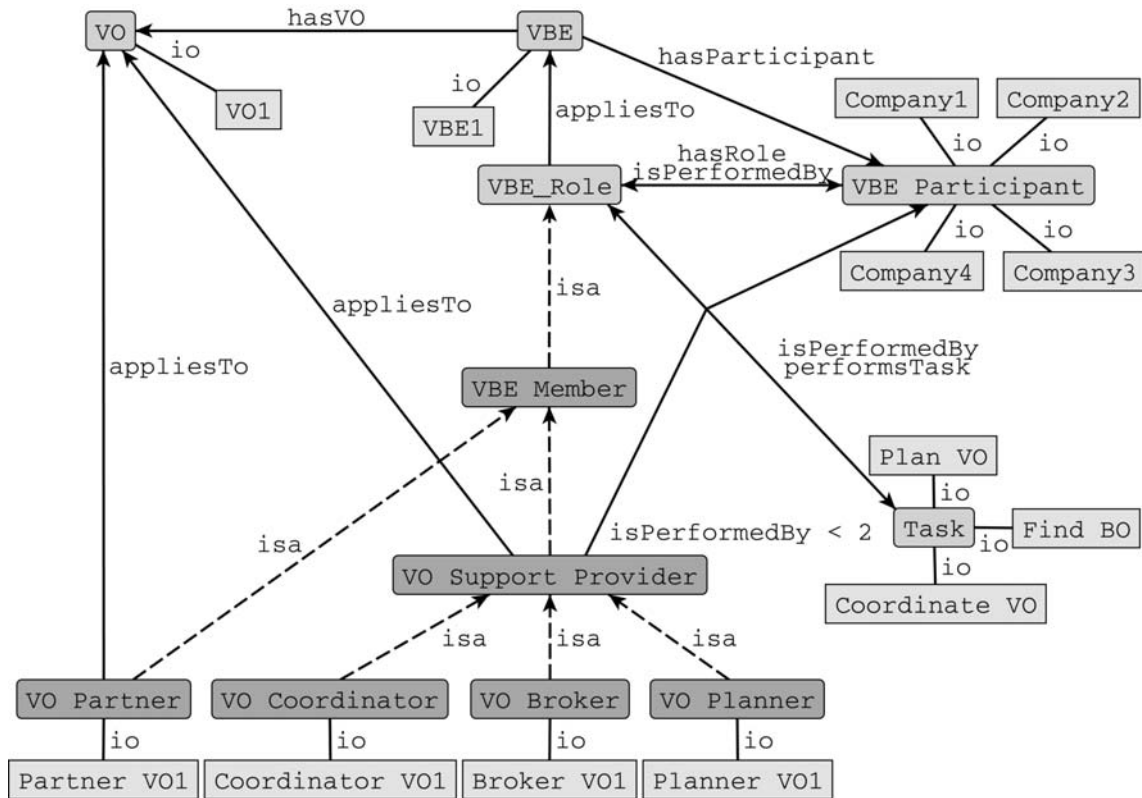 hasVO
VO
VBE
io
io
hasParticipant
VO1
VBE1
appliesTo
Company1
Company2
io
io
hasRole
isPerformedBy
VBE_Role
VBE Participant
io
io
Company4
Company3
isa
appliesTo
appliesTo
isPerformedBy
performsTask
VBE Member
Plan VO
io
isa
isa
isPerformedBy < 2
Task
io
Find BO
io
VO Support Provider
Coordinate VO
isa
isa
isa
VO Partner
VO Coordinator
VO Broker
VO Planner
io
io
io
io
Partner VO1
Coordinator VO1
Broker VO1
Planner VO1